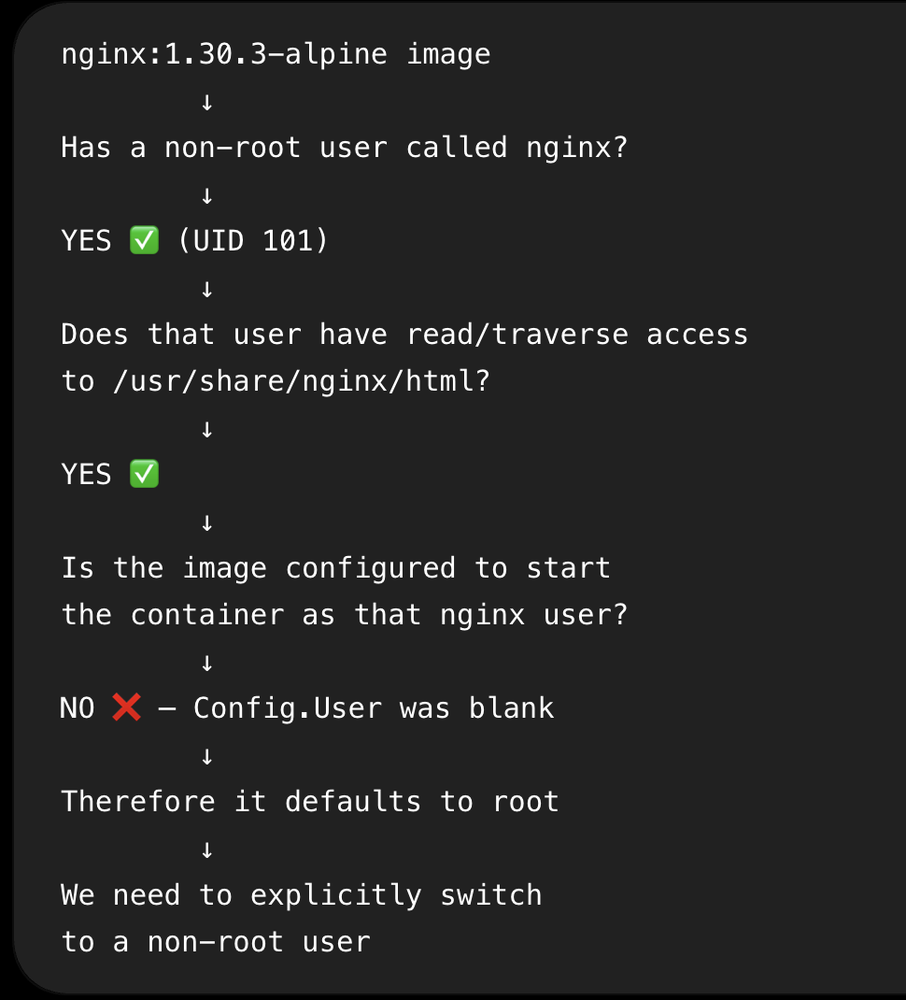 nginx:1.30.3-alpine image
↓
Has a non-root user called nginx?
↓
YES ✅ (UID 101)
↓
Does that user have read/traverse access
to /usr/share/nginx/html?
↓
YES ✅
↓
Is the image configured to start
the container as that nginx user?
↓
NO ❌ — Config.User was blank
↓
Therefore it defaults to root
↓
We need to explicitly switch
to a non-root user